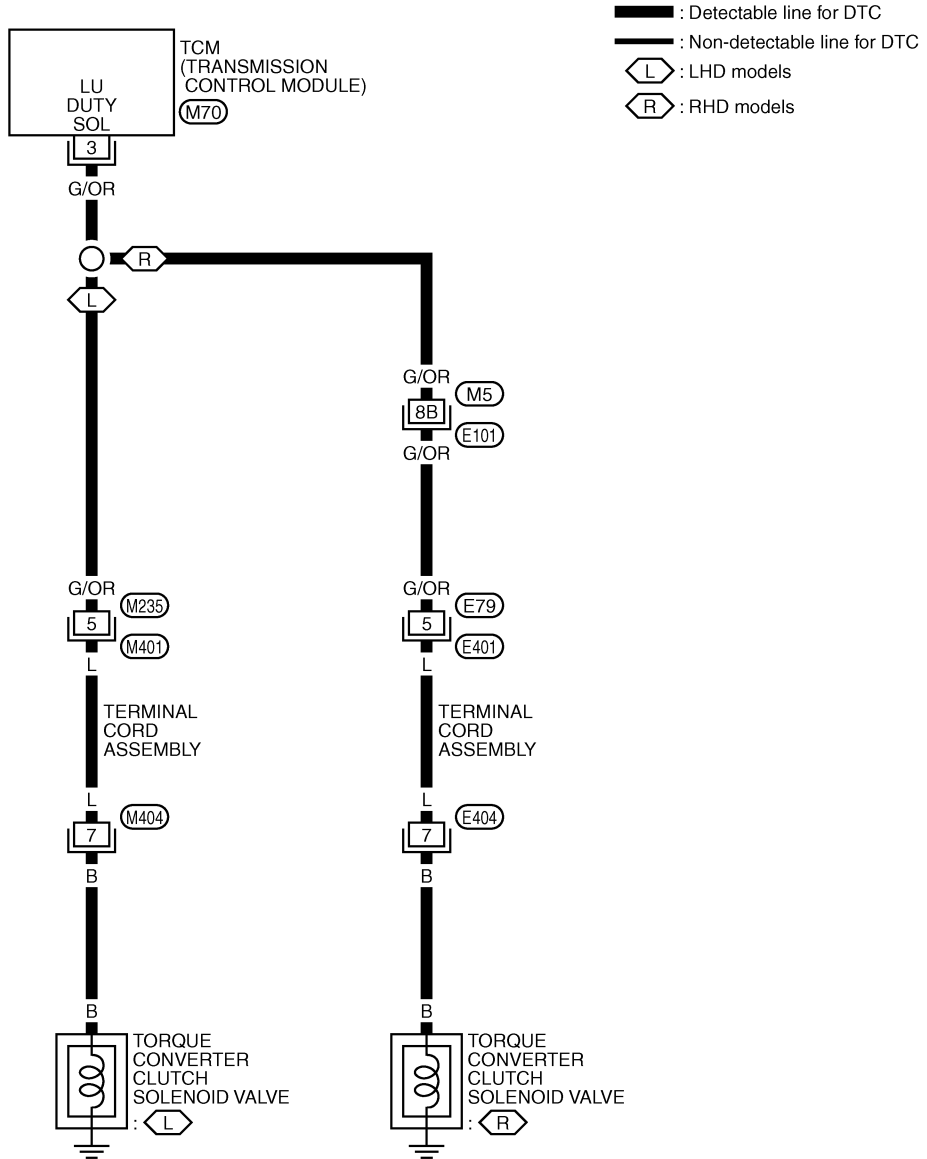 : Detectable line for DTC
: Non-detectable line for DTC
L : LHD models
R : RHD models
TCM
(TRANSMISSION
CONTROL MODULE)
M70
LU
DUTY
SOL
3
G/OR
R
L
G/OR
M5
8B
E101
G/OR
G/OR
M235
5
M401
L
TERMINAL
CORD
ASSEMBLY
L
M404
7
B
B
TORQUE
CONVERTER
CLUTCH
SOLENOID VALVE
: L
G/OR
E79
5
E401
L
TERMINAL
CORD
ASSEMBLY
L
E404
7
B
B
TORQUE
CONVERTER
CLUTCH
SOLENOID VALVE
: R